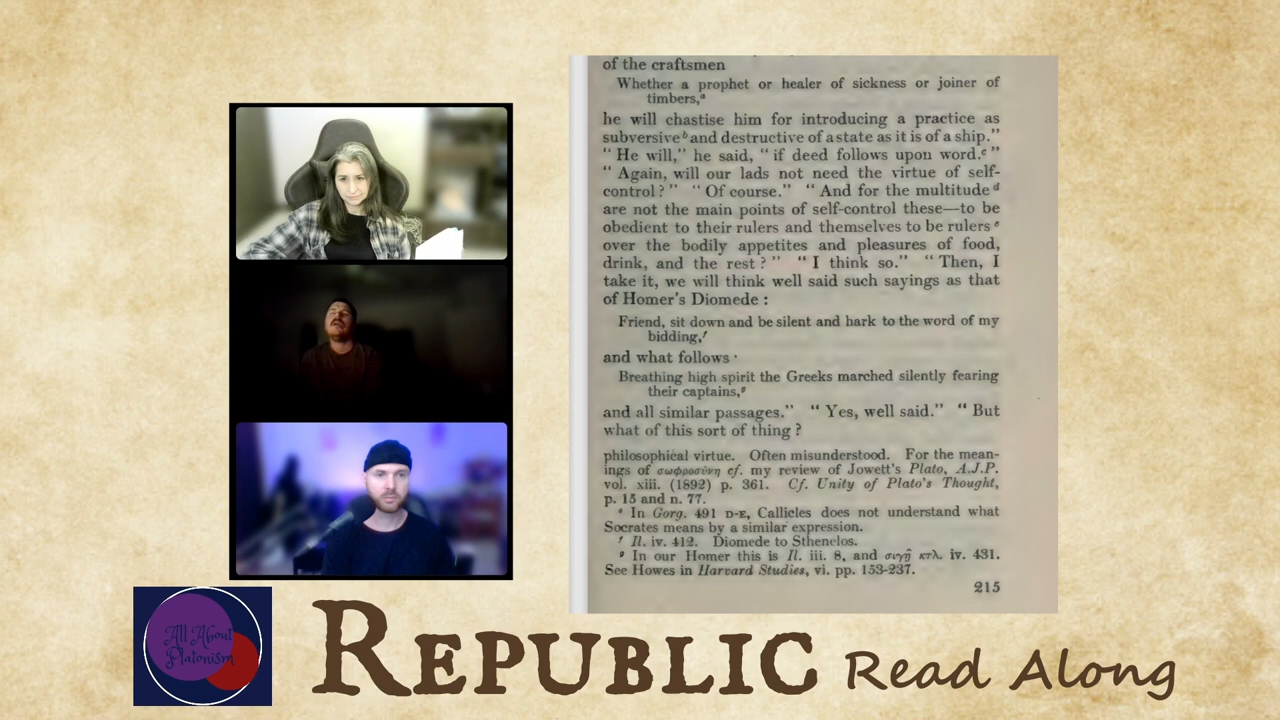 of the craftsmen
Whether a prophet or healer of sickness or joiner of
timbers,ᵃ
he will chastise him for introducing a practice as
subversiveᵇ and destructive of a state as it is of a ship.”
“ He will,” he said, “ if deed follows upon word.ᶜ ”
“ Again, will our lads not need the virtue of self-
control ? ” “ Of course.” “ And for the multitudeᵈ
are not the main points of self-control these—to be
obedient to their rulers and themselves to be rulersᵉ
over the bodily appetites and pleasures of food,
drink, and the rest ? ” “ I think so.” “ Then, I
take it, we will think well said such sayings as that
of Homer’s Diomede :
Friend, sit down and be silent and hark to the word of my
bidding,ᶠ
and what follows ·
Breathing high spirit the Greeks marched silently fearing
their captains,ᵍ
and all similar passages.” “ Yes, well said.” “ But
what of this sort of thing ?
philosophical virtue. Often misunderstood. For the mean-
ings of σωφροσύνη cf. my review of Jowett’s Plato, A.J.P.
vol. xiii. (1892) p. 361. Cf. Unity of Plato’s Thought,
p. 15 and n. 77.
ᵉ In Gorg. 491 D-E, Callicles does not understand what
Socrates means by a similar expression.
ᶠ Il. iv. 412. Diomede to Sthenelos.
ᵍ In our Homer this is Il. iii. 8, and σιγῇ κτλ. iv. 431.
See Howes in Harvard Studies, vi. pp. 153-237.
215
All About
Platonism
REPUBLIC Read Along